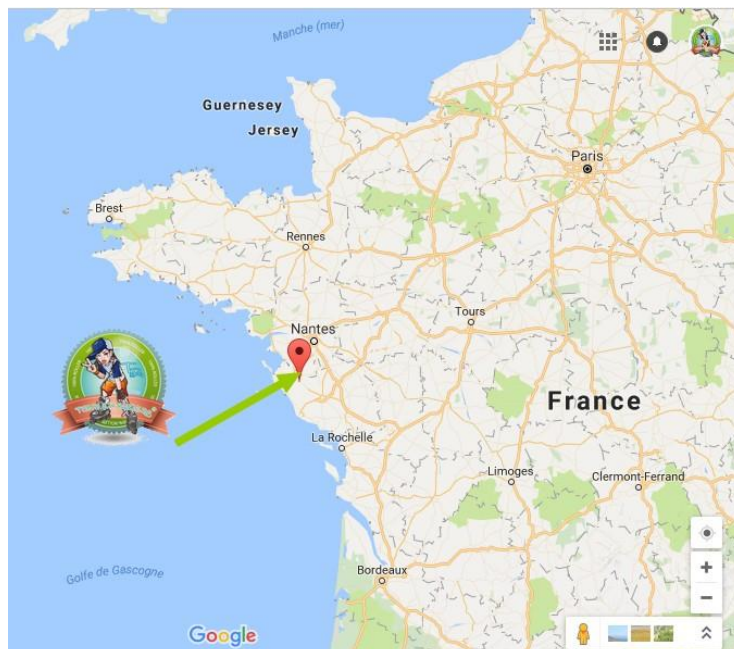 Manche (mer)
Guernesey
Jersey
Paris
Brest
Rennes
Tours
Nantes
France
La Rochelle
Limoges
Clermont-Ferrand
Golfe de Gascogne
Bordeaux
Google